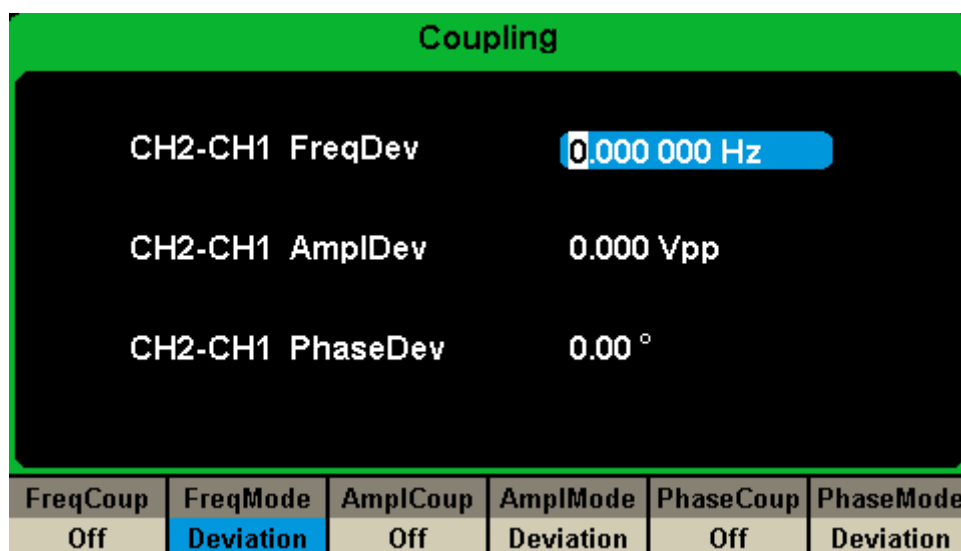 Coupling
CH2-CH1 FreqDev 0.000 000 Hz
CH2-CH1 AmplDev 0.000 Vpp
CH2-CH1 PhaseDev 0.00 °
FreqCoup FreqMode AmplCoup AmplMode PhaseCoup PhaseMode
Off Deviation Off Deviation Off Deviation